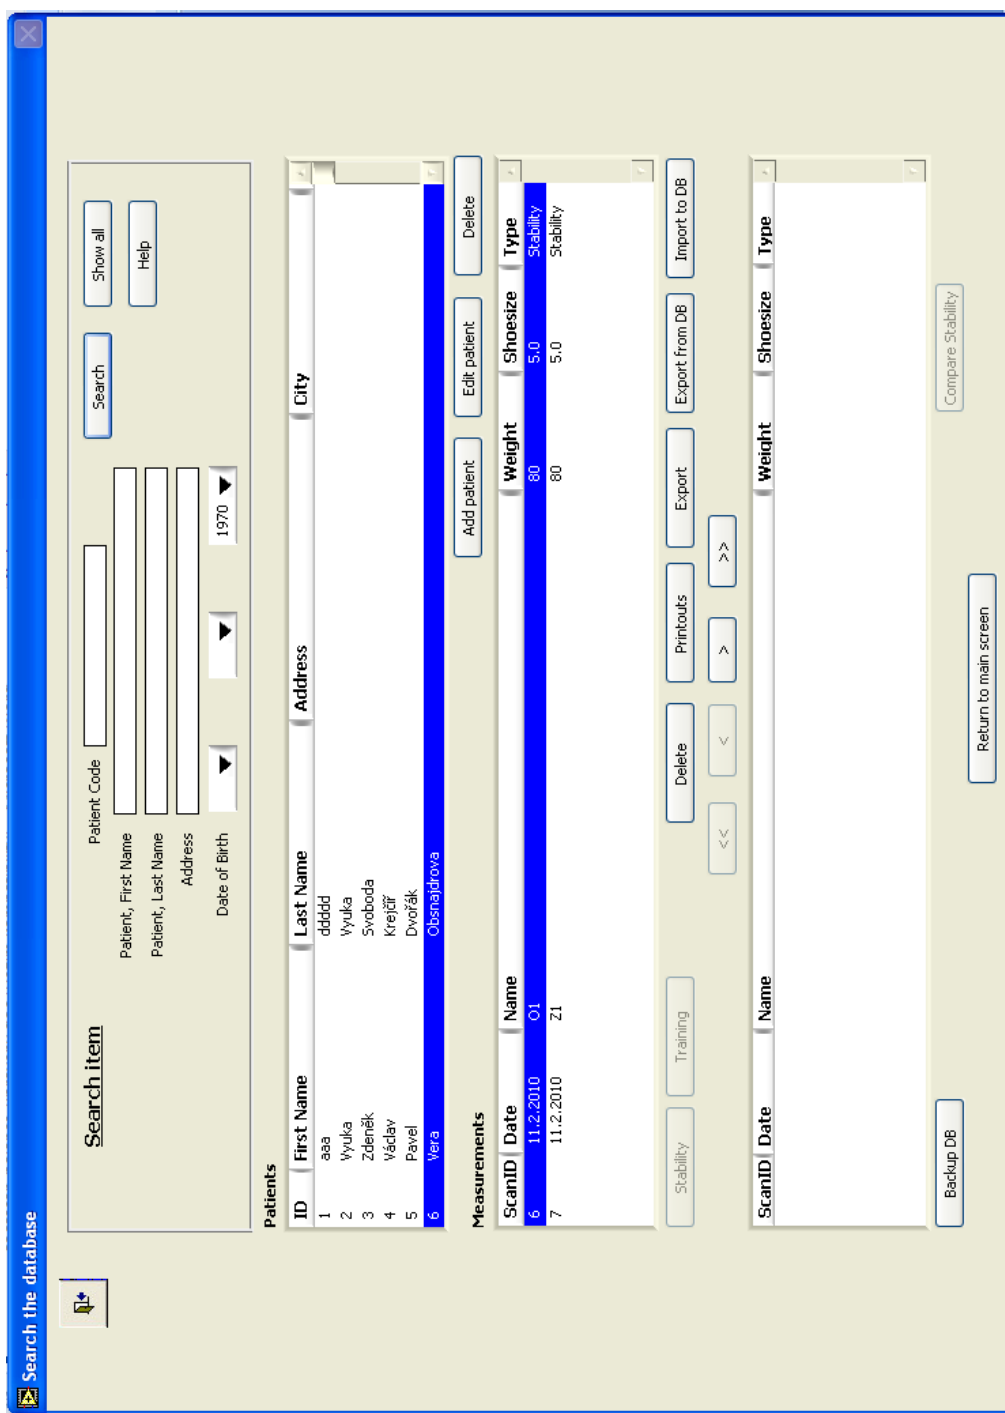 Search the database
Search item
Patient Code
Search
Show all
Patient, First Name
Help
Patient, Last Name
Address
Date of Birth
1970
Patients
ID First Name Last Name Address City
1 aaa ddddd
2 Vyuka Vyuka
3 Zdeněk Svoboda
4 Václav Krejčíř
5 Pavel Dvořák
6 Vera Obsnajdrova
Add patient Edit patient Delete
Measurements
ScanID Date Name Weight Shoesize Type
6 11.2.2010 O1 80 5.0 Stability
7 11.2.2010 Z1 80 5.0 Stability
Stability Training Delete Printouts Export Export from DB Import to DB
<< < > >>
ScanID Date Name Weight Shoesize Type
Backup DB Compare Stability
Return to main screen